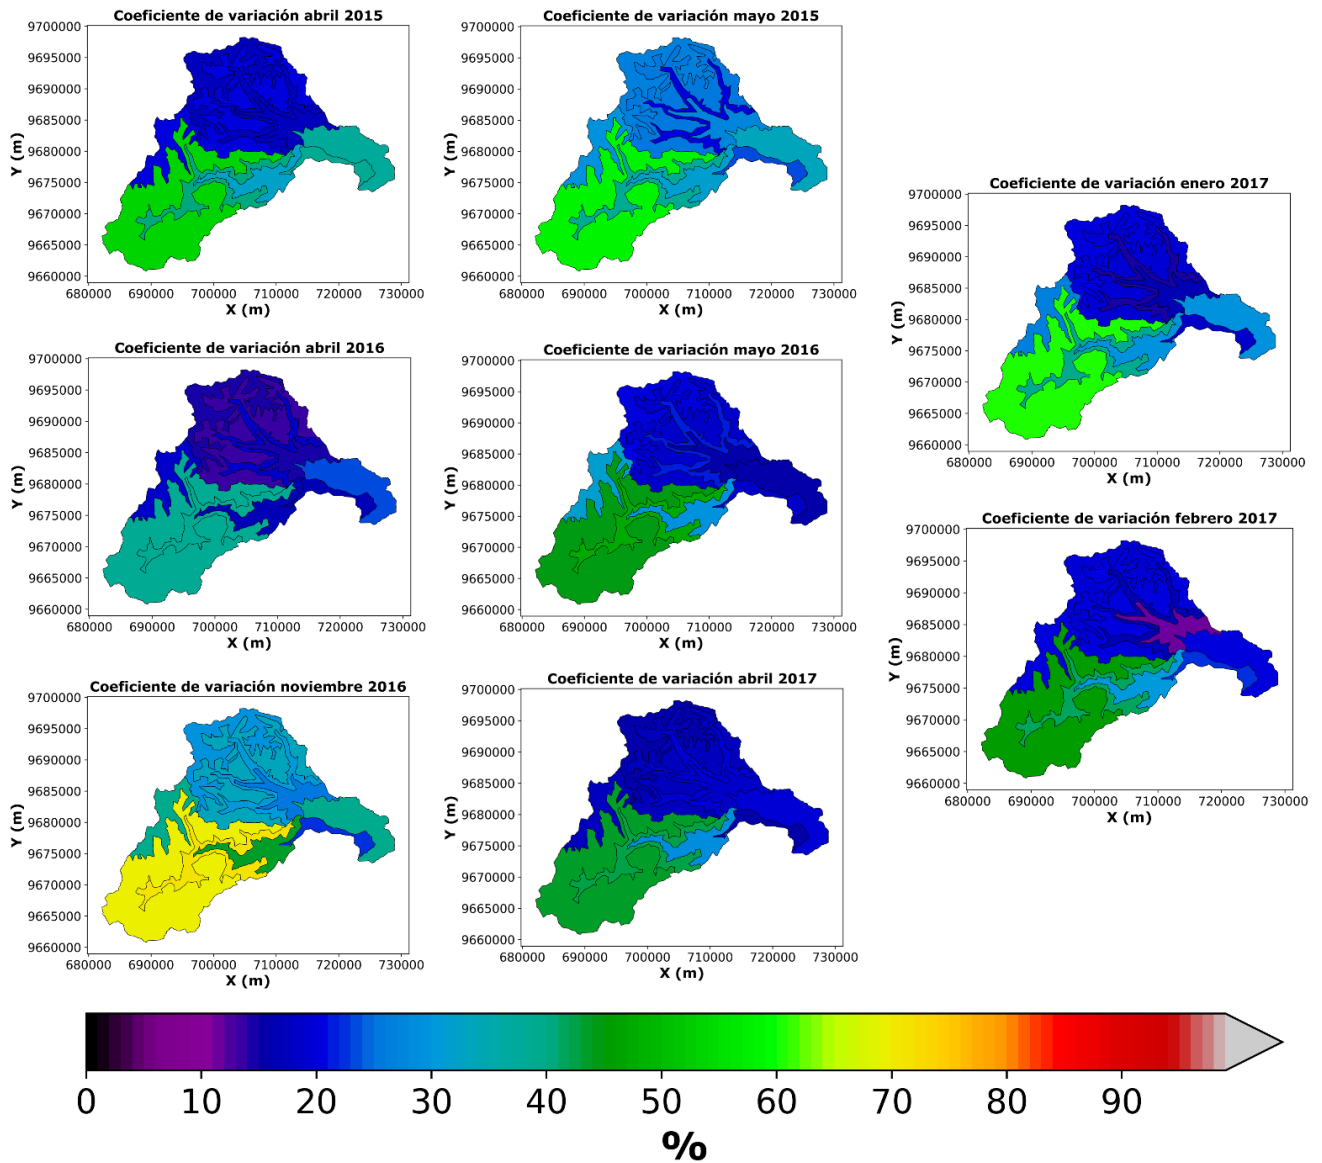 Coeficiente de variación abril 2015
9700000
9695000
9690000
9685000
9680000
9675000
9670000
9665000
9660000
Y (m)
680000 690000 700000 710000 720000 730000
X (m)
Coeficiente de variación mayo 2015
9700000
9695000
9690000
9685000
9680000
9675000
9670000
9665000
9660000
Y (m)
680000 690000 700000 710000 720000 730000
X (m)
Coeficiente de variación enero 2017
9700000
9695000
9690000
9685000
9680000
9675000
9670000
9665000
9660000
Y (m)
680000 690000 700000 710000 720000 730000
X (m)
Coeficiente de variación abril 2016
9700000
9695000
9690000
9685000
9680000
9675000
9670000
9665000
9660000
Y (m)
680000 690000 700000 710000 720000 730000
X (m)
Coeficiente de variación mayo 2016
9700000
9695000
9690000
9685000
9680000
9675000
9670000
9665000
9660000
Y (m)
680000 690000 700000 710000 720000 730000
X (m)
Coeficiente de variación febrero 2017
9700000
9695000
9690000
9685000
9680000
9675000
9670000
9665000
9660000
Y (m)
680000 690000 700000 710000 720000 730000
X (m)
Coeficiente de variación noviembre 2016
9700000
9695000
9690000
9685000
9680000
9675000
9670000
9665000
9660000
Y (m)
680000 690000 700000 710000 720000 730000
X (m)
Coeficiente de variación abril 2017
9700000
9695000
9690000
9685000
9680000
9675000
9670000
9665000
9660000
Y (m)
680000 690000 700000 710000 720000 730000
X (m)
0 10 20 30 40 50 60 70 80 90
%